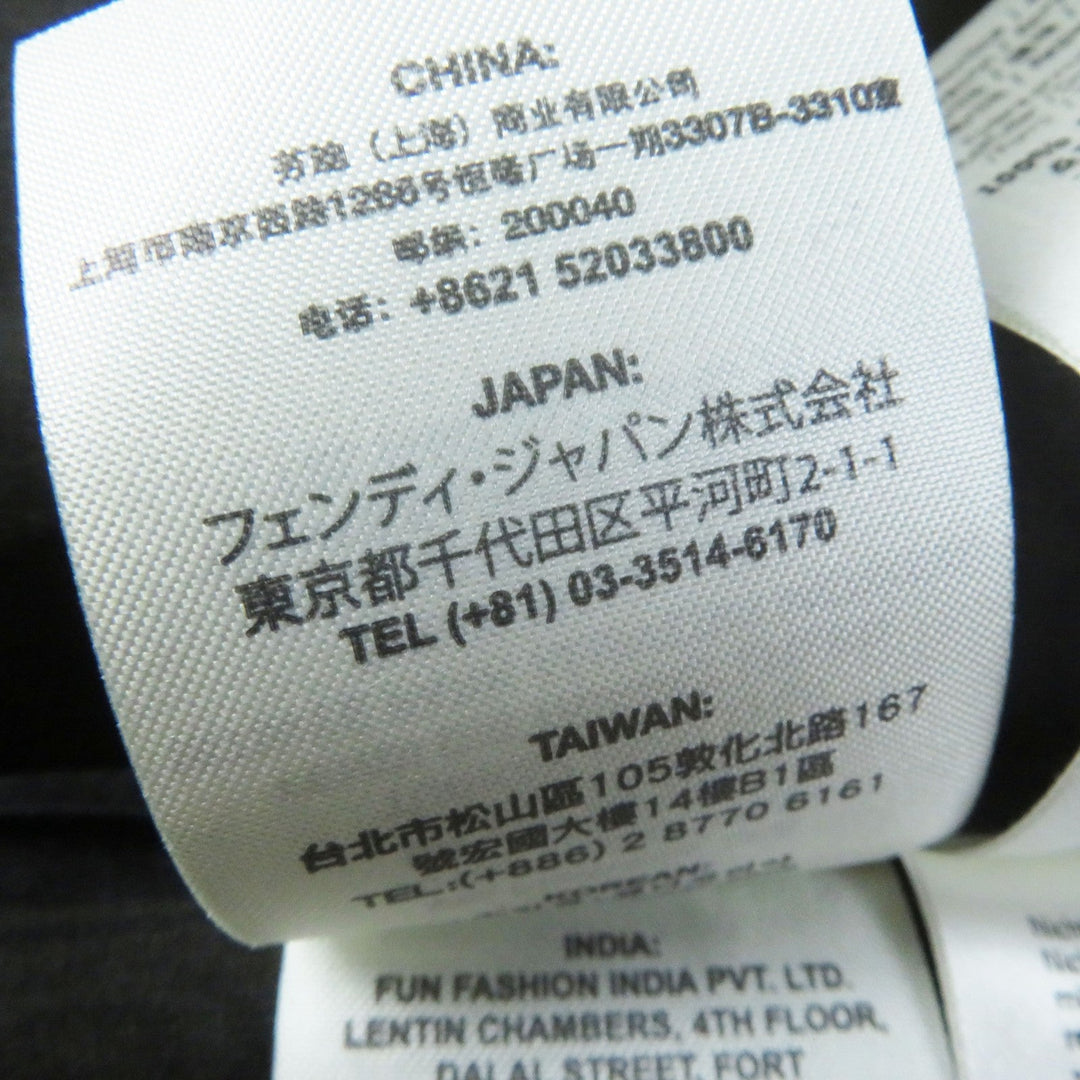 CHINA:
芬迪（上海）商业有限公司
上海市南京西路1266号恒隆广场一期3307B-3310室
邮编: 200040
电话: +8621 52033800
JAPAN:
フェンディ・ジャパン株式会社
東京都千代田区平河町2-1-1
TEL (+81) 03-3514-6170
TAIWAN:
台北市松山區105敦化北路167
號宏國大樓14樓B1區
TEL:(+886) 2 8770 6161
KOREAN:
INDIA:
FUN FASHION INDIA PVT. LTD.
LENTIN CHAMBERS, 4TH FLOOR,
DALAL STREET, FORT
100%